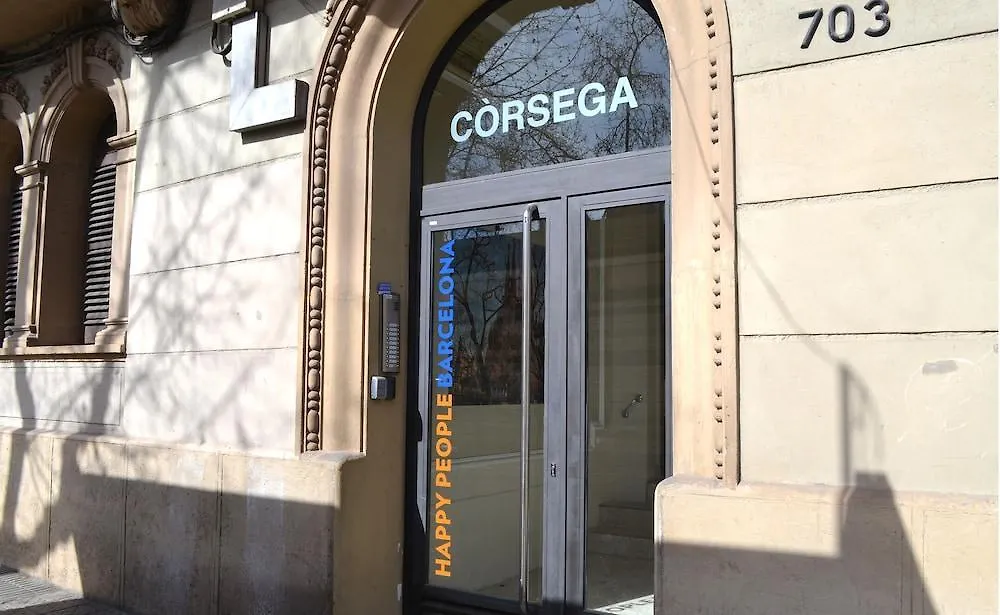 703
CÒRSEGA
HAPPY PEOPLE BARCELONA